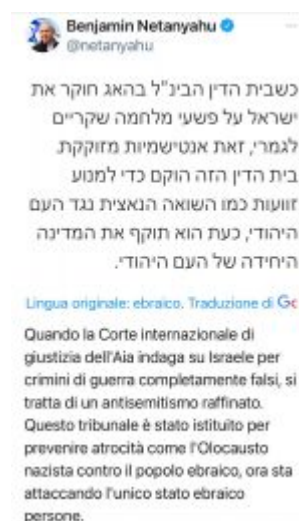 Benjamin Netanyahu
@netanyahu
כשבית הדין הבינ"ל בהאג חוקר את
ישראל על פשעי מלחמה שקריים
לגמרי, זאת אנטישמיות מזוקקת.
בית הדין הזה הוקם כדי למנוע
זוועות כמו השואה הנאצית נגד העם
היהודי, כעת הוא תוקף את המדינה
היחידה של העם היהודי.
Lingua originale: ebraico. Traduzione di Go
Quando la Corte internazionale di
giustizia dell'Aia indaga su Israele per
crimini di guerra completamente falsi, si
tratta di un antisemitismo raffinato.
Questo tribunale è stato istituito per
prevenire atrocità come l'Olocausto
nazista contro il popolo ebraico, ora sta
attaccando l'unico stato ebraico
persone.